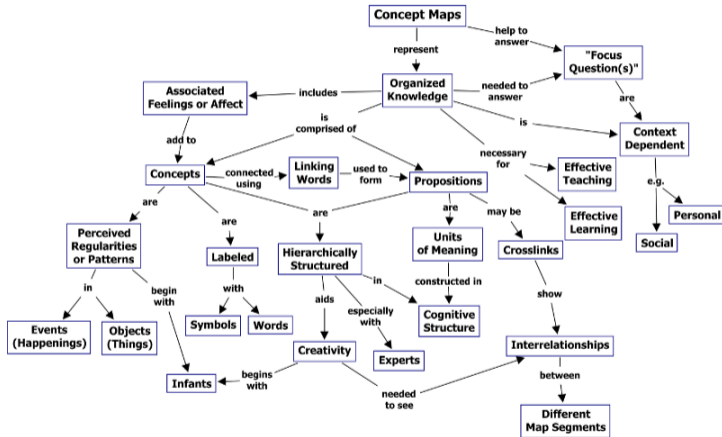 Concept Maps
help to
answer
represent
"Focus
Question(s)"
Organized
Knowledge
needed to
answer
Associated
Feelings or Affect
includes
are
is
comprised of
is
Context
Dependent
add to
necessary
for
Linking
Words
Effective
Teaching
Concepts
connected
using
used to
form
Propositions
e.g.
are
are
are
are
may be
Effective
Learning
Personal
Social
Perceived
Regularities
or Patterns
Labeled
Hierarchically
Structured
Units
of Meaning
Crosslinks
in
begin
with
with
aids
in
constructed in
especially
with
show
Events
(Happenings)
Objects
(Things)
Symbols
Words
Cognitive
Structure
Creativity
Experts
Interrelationships
Infants
begins
with
needed
to see
between
Different
Map Segments